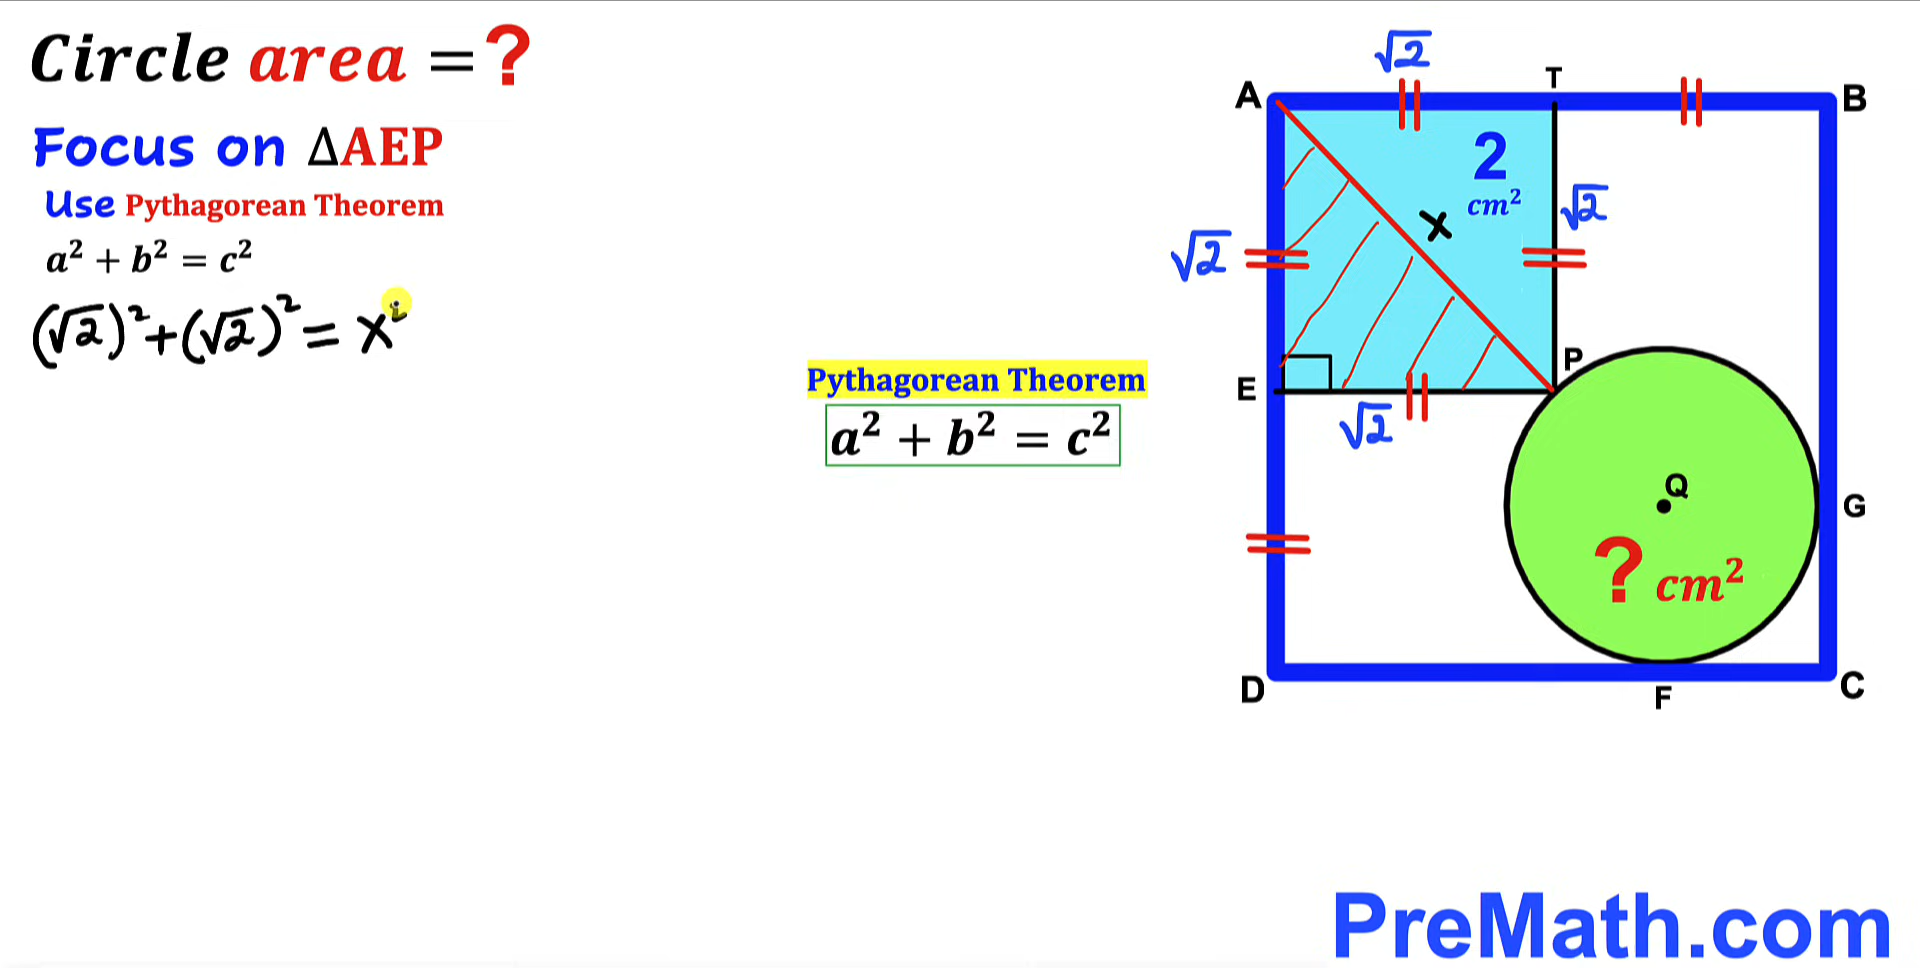 Circle area = ?
Focus on ΔAEP
Use Pythagorean Theorem
a² + b² = c²
(√2)² + (√2)² = x²
Pythagorean Theorem
a² + b² = c²
√2
A
T
B
2
cm²
√2
x
√2
P
E
√2
Q
G
? cm²
D
F
C
PreMath.com